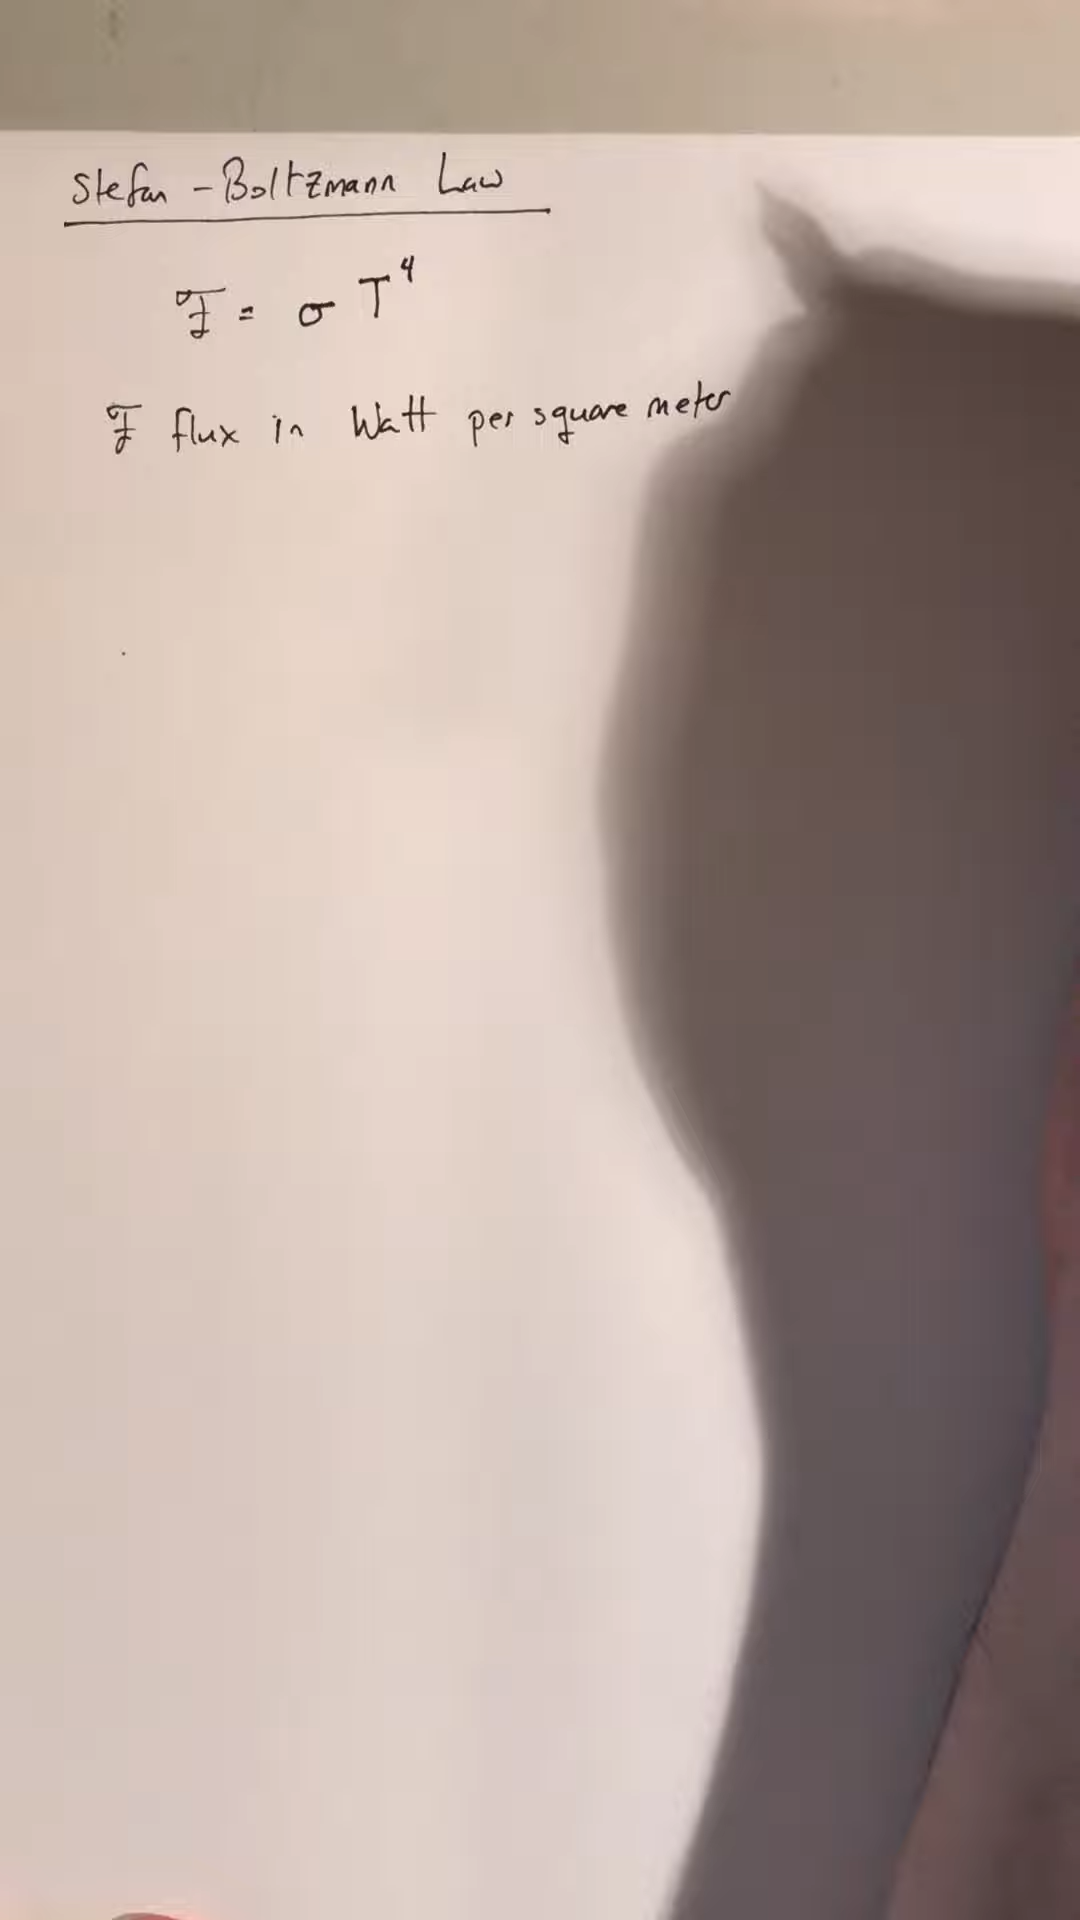 Stefan - Boltzmann Law
ℱ = σ T⁴
ℱ flux in Watt per square meter